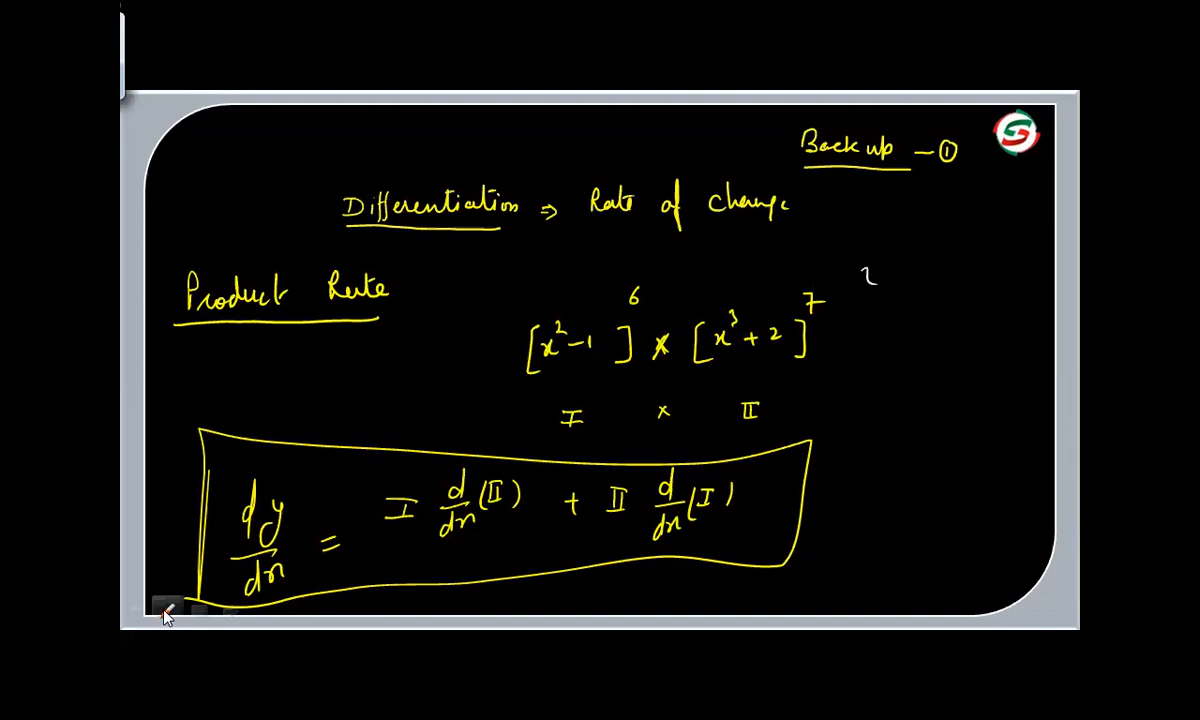 Back up - ①
Differentiation ⇒ Rate of change
Product Rule
[x² - 1]⁶ × [x³ + 2]⁷
I × II
dy/dx = I d/dx (II) + II d/dx (I)